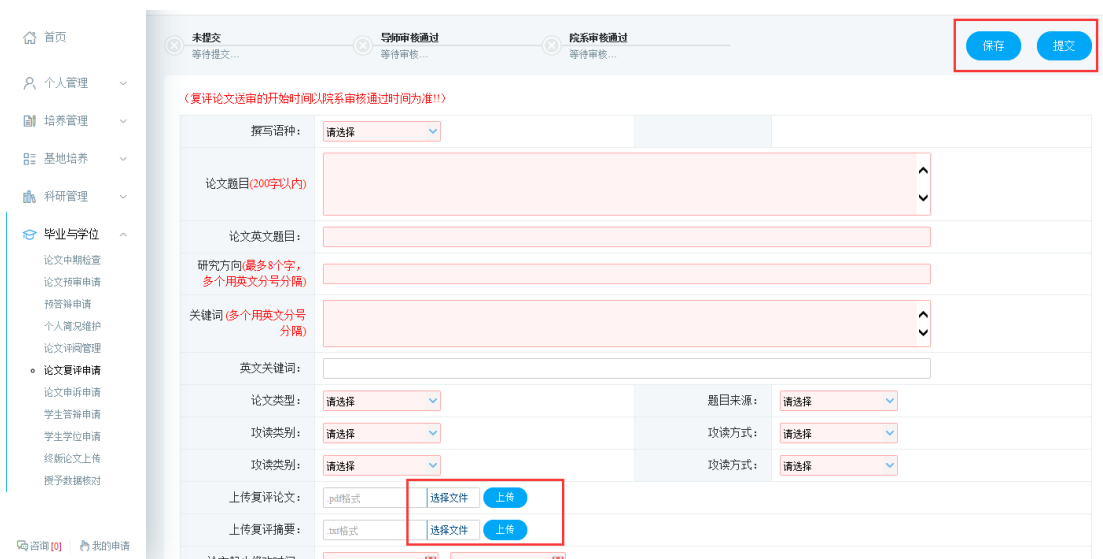 首页
个人管理
培养管理
基地培养
科研管理
毕业与学位
论文中期检查
论文预审申请
预答辩申请
个人简况维护
论文评阅管理
论文复评申请
论文申诉申请
学生答辩申请
学生学位申请
终版论文上传
授予数据核对
咨询[0] 我的申请
未提交
等待提交...
导师审核通过
等待审核...
院系审核通过
等待审核...
保存 提交
(复评论文送审的开始时间以院系审核通过时间为准!!)
撰写语种： 请选择
论文题目(200字以内)
论文英文题目：
研究方向(最多8个字，
多个用英文分号分隔)
关键词 (多个用英文分号
分隔)
英文关键词：
论文类型： 请选择 题目来源： 请选择
攻读类别： 请选择 攻读方式： 请选择
攻读类别： 请选择 攻读方式： 请选择
上传复评论文： .pdf格式 选择文件 上传
上传复评摘要： .txt格式 选择文件 上传